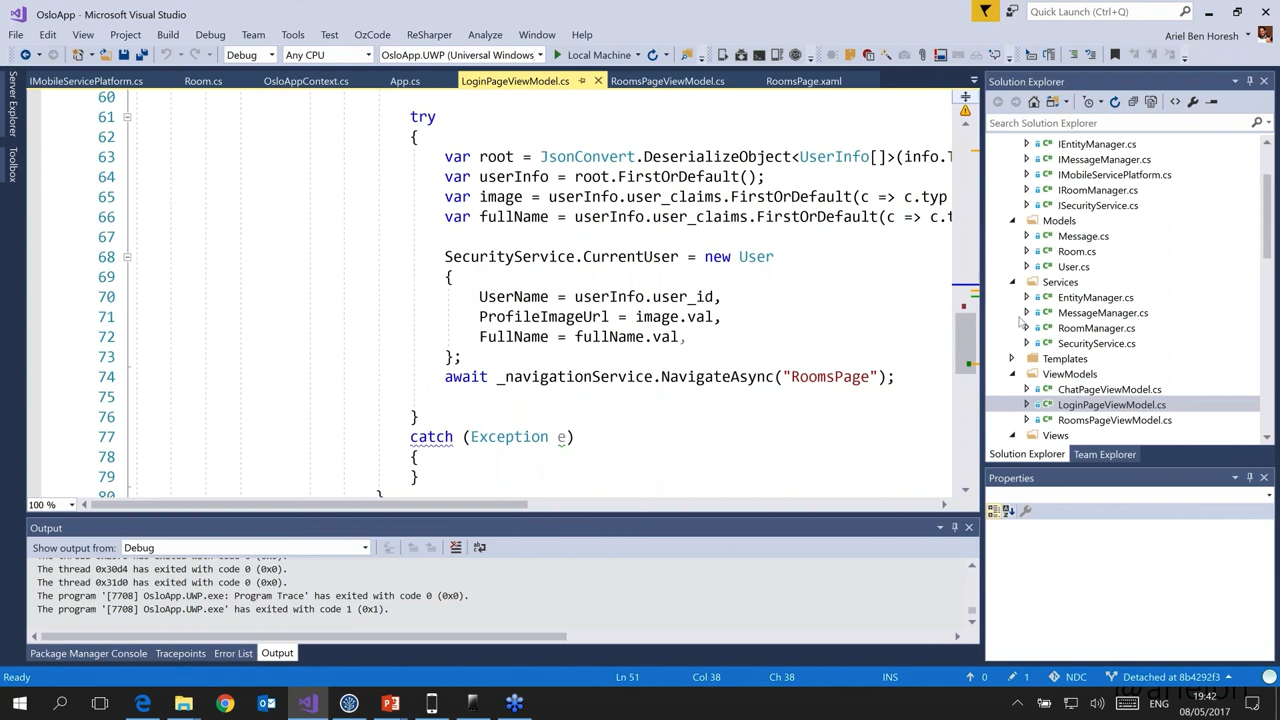 OsloApp - Microsoft Visual Studio
Quick Launch (Ctrl+Q)
File Edit View Project Build Debug Team Tools Test OzCode ReSharper Analyze Window Help
Ariel Ben Horesh
Debug Any CPU OsloApp.UWP (Universal Windows) Local Machine
Server Explorer
Toolbox
IMobileServicePlatform.cs Room.cs OsloAppContext.cs App.cs LoginPageViewModel.cs RoomsPageViewModel.cs RoomsPage.xaml
60
61 try
62 {
63 var root = JsonConvert.DeserializeObject<UserInfo[]>(info.T
64 var userInfo = root.FirstOrDefault();
65 var image = userInfo.user_claims.FirstOrDefault(c => c.typ
66 var fullName = userInfo.user_claims.FirstOrDefault(c => c.t
67
68 SecurityService.CurrentUser = new User
69 {
70 UserName = userInfo.user_id,
71 ProfileImageUrl = image.val,
72 FullName = fullName.val,
73 };
74 await _navigationService.NavigateAsync("RoomsPage");
75
76 }
77 catch (Exception e)
78 {
79 }
80 }
100 %
Solution Explorer
Search Solution Explorer
IEntityManager.cs
IMessageManager.cs
IMobileServicePlatform.cs
IRoomManager.cs
ISecurityService.cs
Models
Message.cs
Room.cs
User.cs
Services
EntityManager.cs
MessageManager.cs
RoomManager.cs
SecurityService.cs
Templates
ViewModels
ChatPageViewModel.cs
LoginPageViewModel.cs
RoomsPageViewModel.cs
Views
Solution Explorer Team Explorer
Properties
Output
Show output from: Debug
The thread 0x30d4 has exited with code 0 (0x0).
The thread 0x31d0 has exited with code 0 (0x0).
The program '[7708] OsloApp.UWP.exe: Program Trace' has exited with code 0 (0x0).
The program '[7708] OsloApp.UWP.exe' has exited with code 1 (0x1).
Package Manager Console Tracepoints Error List Output
Ready Ln 51 Col 38 Ch 38 INS 0 1 NDC Detached at 8b4292f3
ENG
19:42
08/05/2017